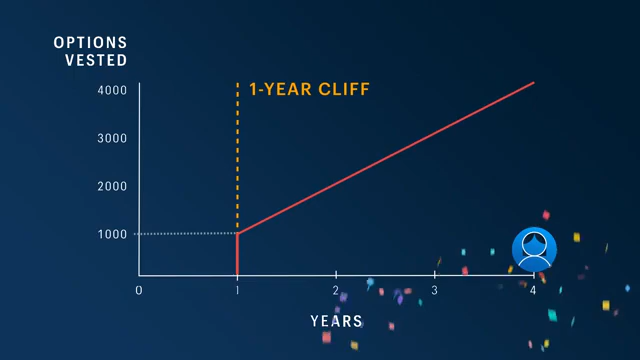 OPTIONS
VESTED
1-YEAR CLIFF
4000
3000
2000
1000
0 1 2 3 4
YEARS